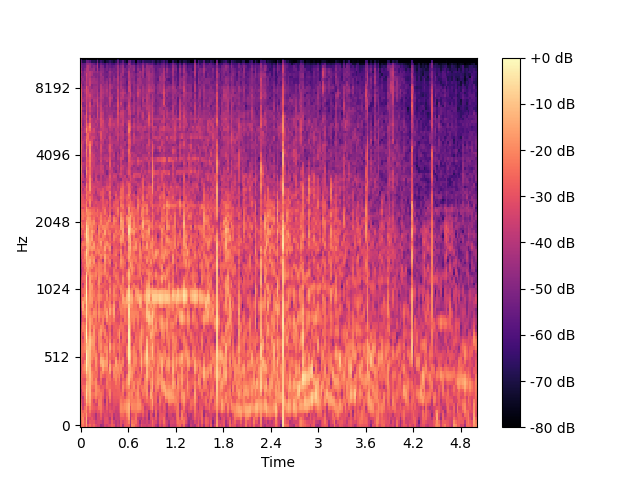 +0 dB
8192
-10 dB
4096
-20 dB
-30 dB
2048
Hz
-40 dB
1024
-50 dB
512
-60 dB
-70 dB
0
-80 dB
0 0.6 1.2 1.8 2.4 3 3.6 4.2 4.8
Time